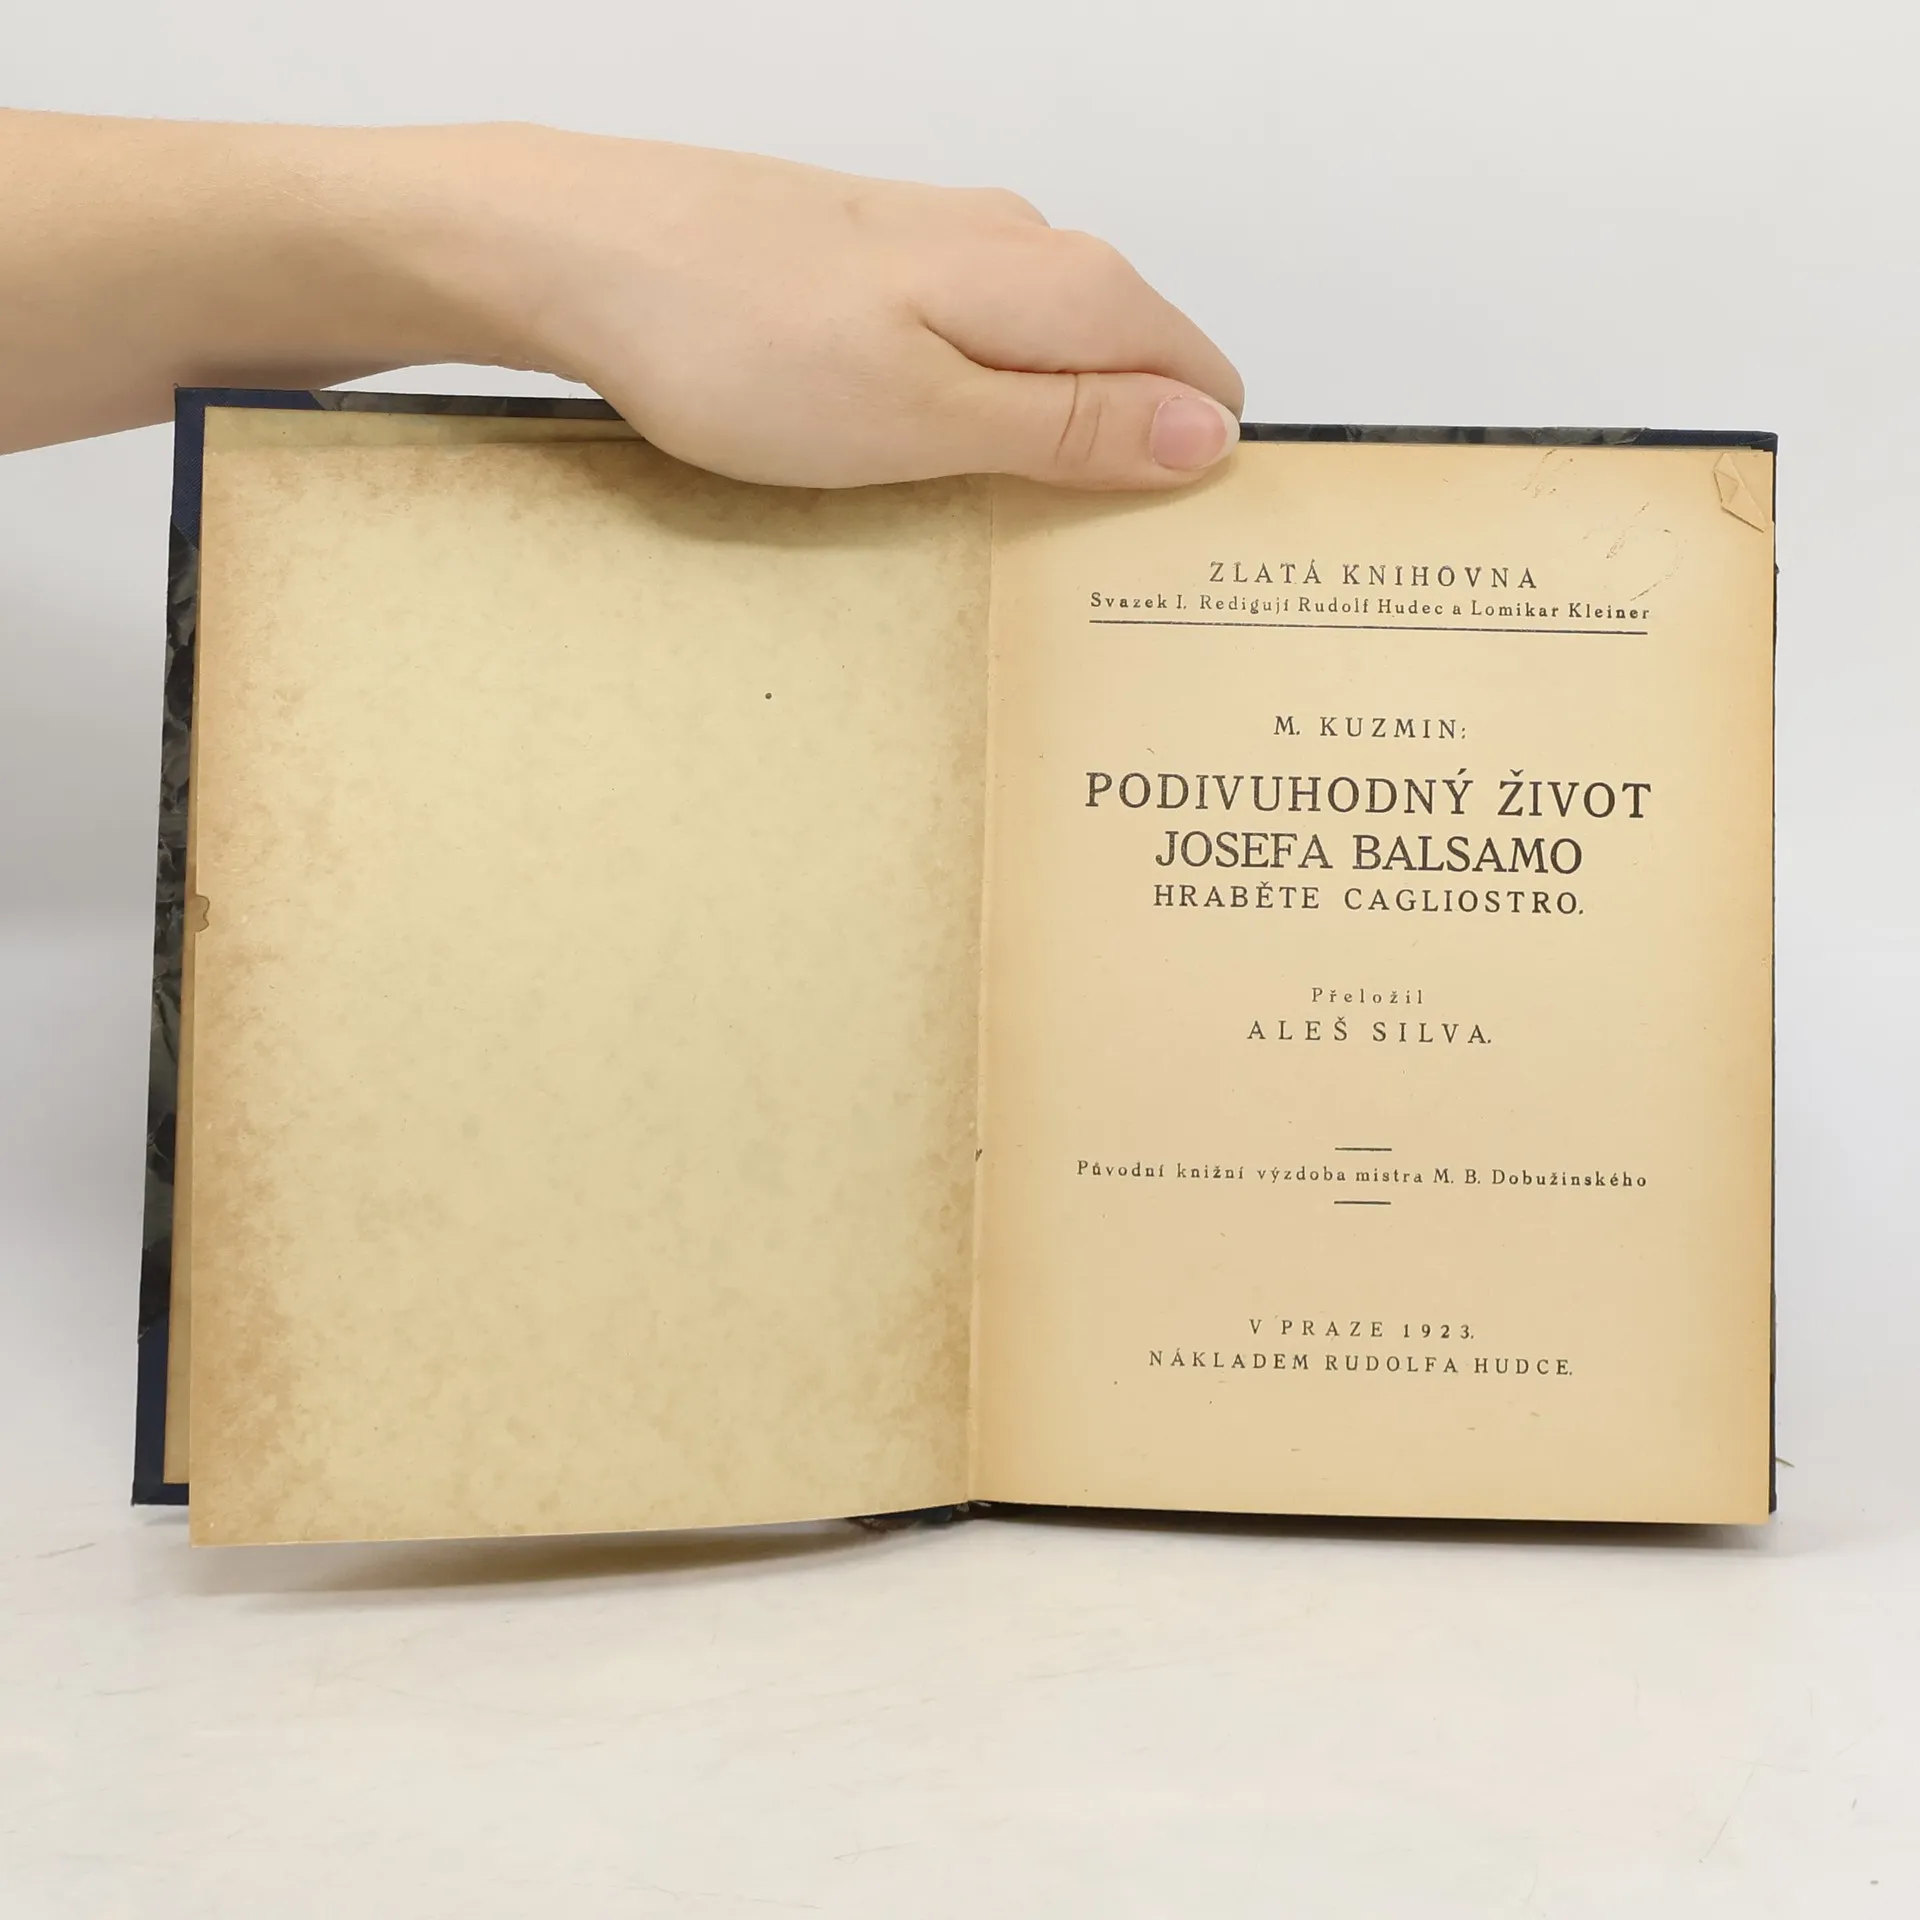 ZLATÁ KNIHOVNA
Svazek I. Redigují Rudolf Hudec a Lomikar Kleiner
M. KUZMIN:
PODIVUHODNÝ ŽIVOT
JOSEFA BALSAMO
HRABĚTE CAGLIOSTRO.
Přeložil
ALEŠ SILVA.
Původní knižní výzdoba mistra M. B. Dobužinského
V PRAZE 1923.
NÁKLADEM RUDOLFA HUDCE.